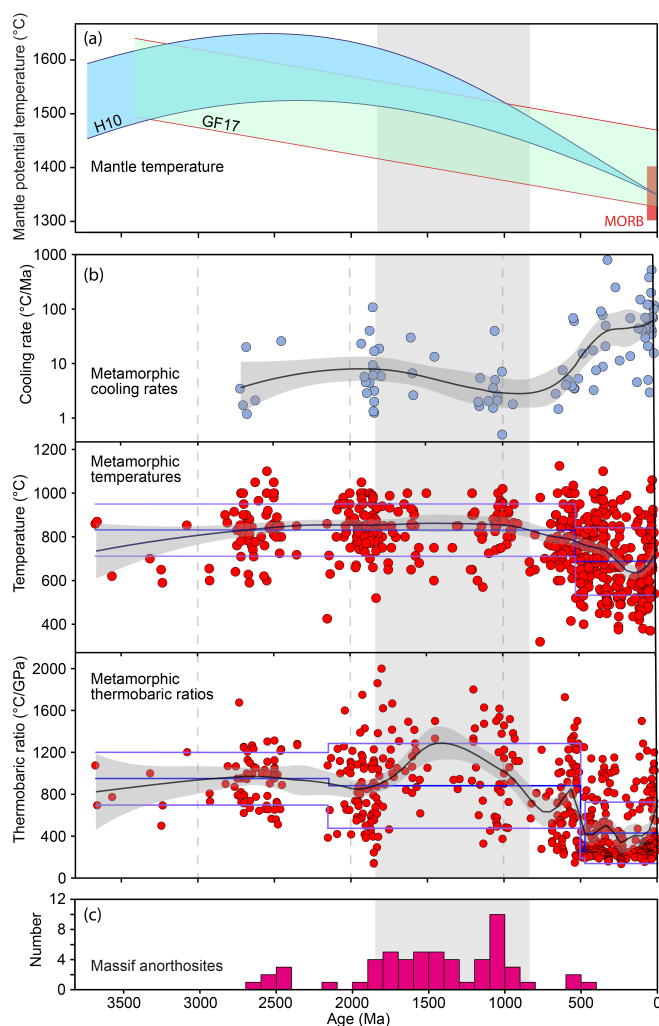 Mantle potential temperature (°C)
1600
1500
1400
1300
(a)
H10
GF17
Mantle temperature
MORB
Cooling rate (°C/Ma)
1000
100
10
1
(b)
Metamorphic
cooling rates
Temperature (°C)
1200
1000
800
600
400
Metamorphic
temperatures
Thermobaric ratio (°C/GPa)
2000
1600
1200
800
400
0
Metamorphic
thermobaric ratios
Number
12
8
4
0
(c)
Massif anorthosites
3500 3000 2500 2000 1500 1000 500 0
Age (Ma)